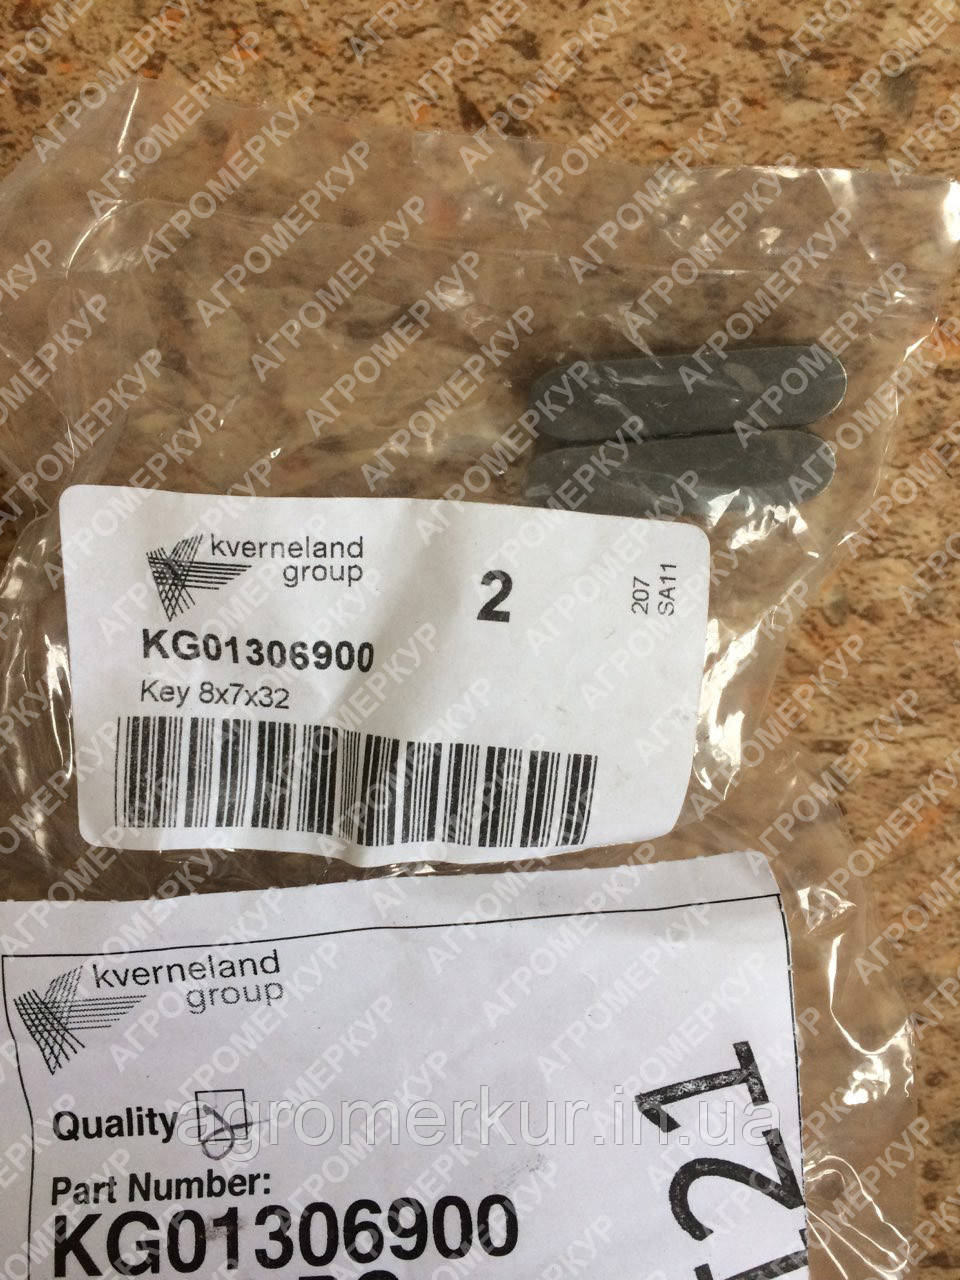 kverneland
group
2
207
SA11
KG01306900
Key 8x7x32
kverneland
group
Quality
agromerkur.in.ua
Part Number:
KG01306900
АГРОМЕРКУР